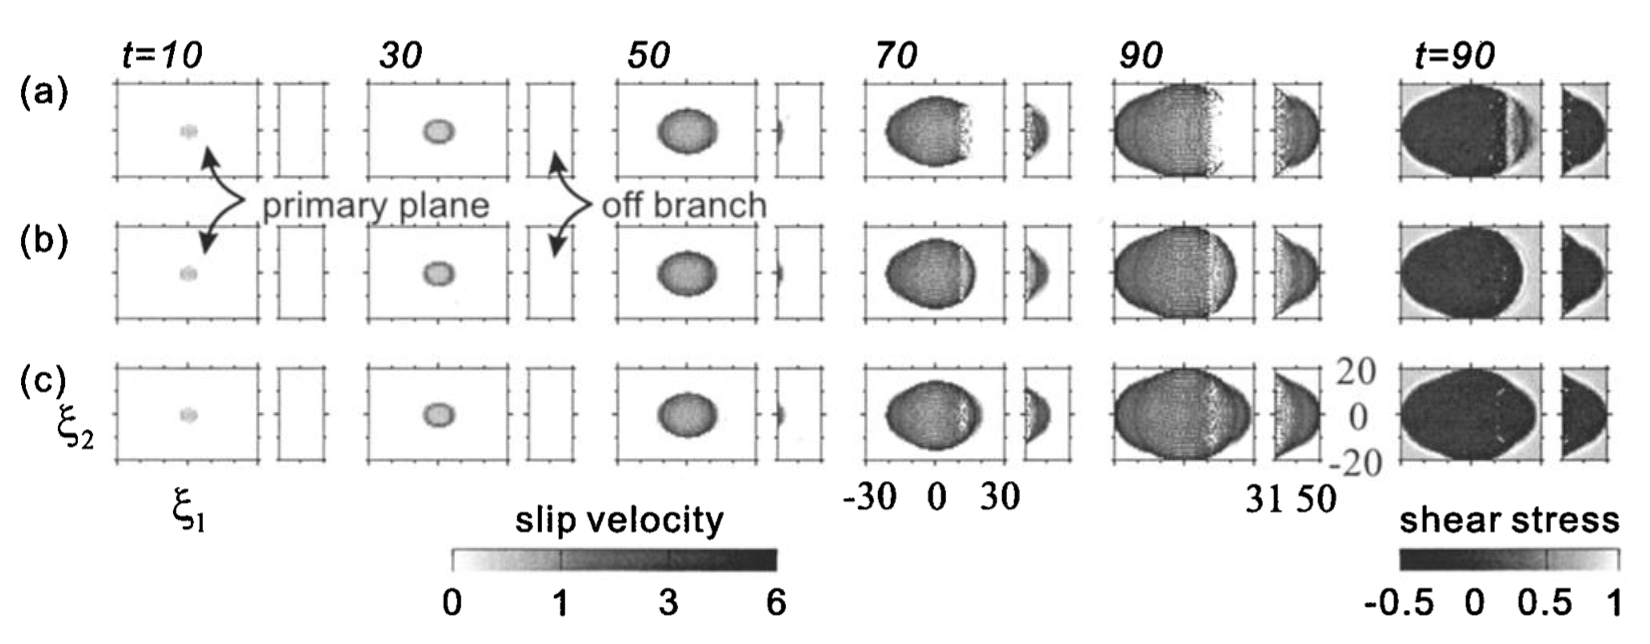 t=10 30 50 70 90 t=90
(a)
primary plane off branch
(b)
(c)
20
0
-20
ξ2
ξ1
-30 0 30 31 50
slip velocity
0 1 3 6
shear stress
-0.5 0 0.5 1